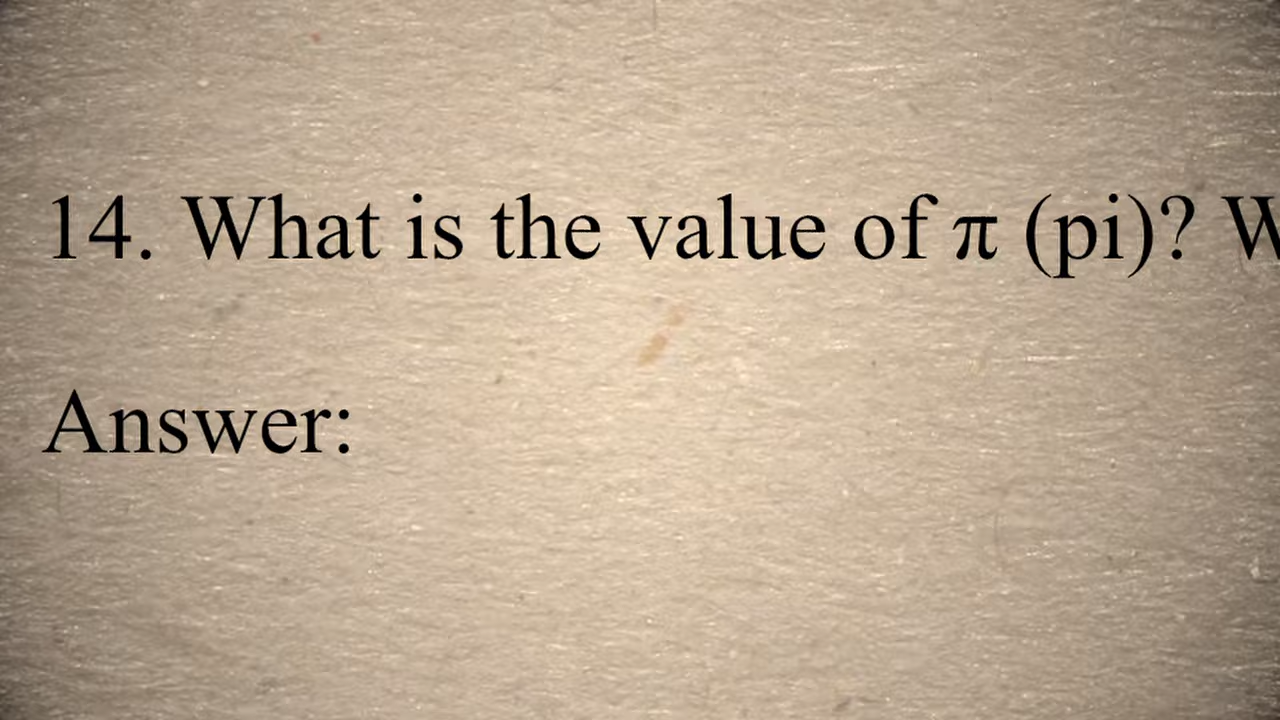 14. What is the value of π (pi)? W
Answer: